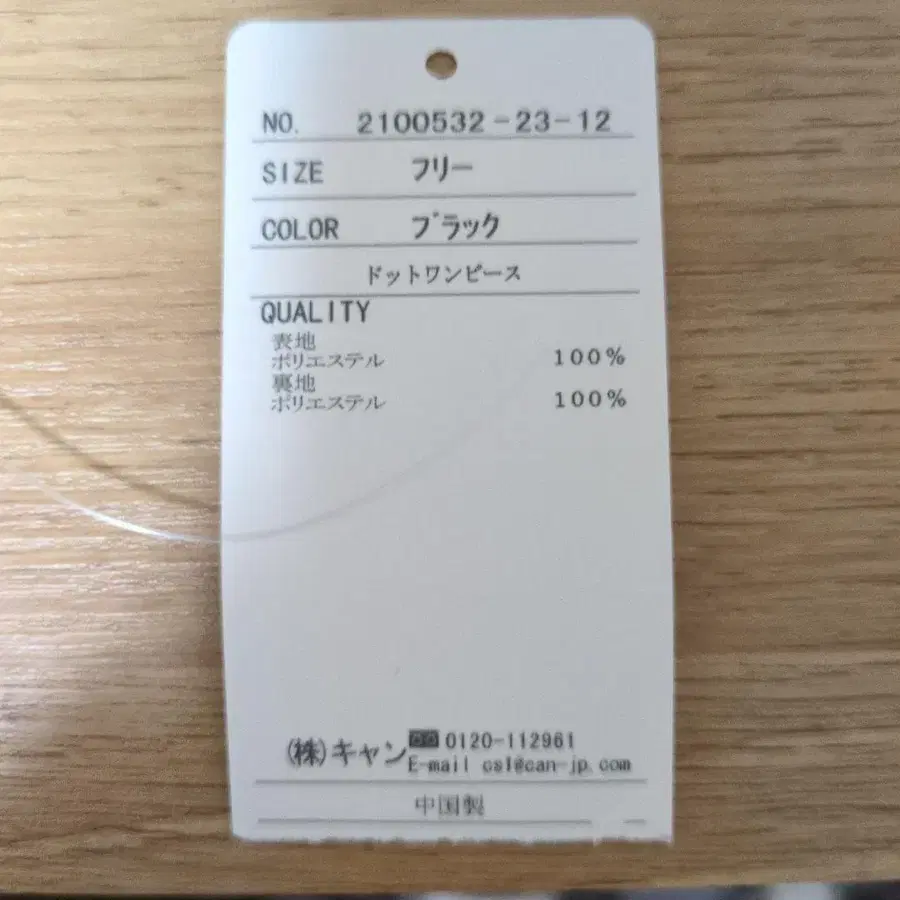 NO. 2100532-23-12
SIZE フリー
COLOR ブラック
ドットワンピース
QUALITY
表地
ポリエステル 100%
裏地
ポリエステル 100%
(株)キャン 0120-112961
E-mail cs1@can-jp.com
中国製